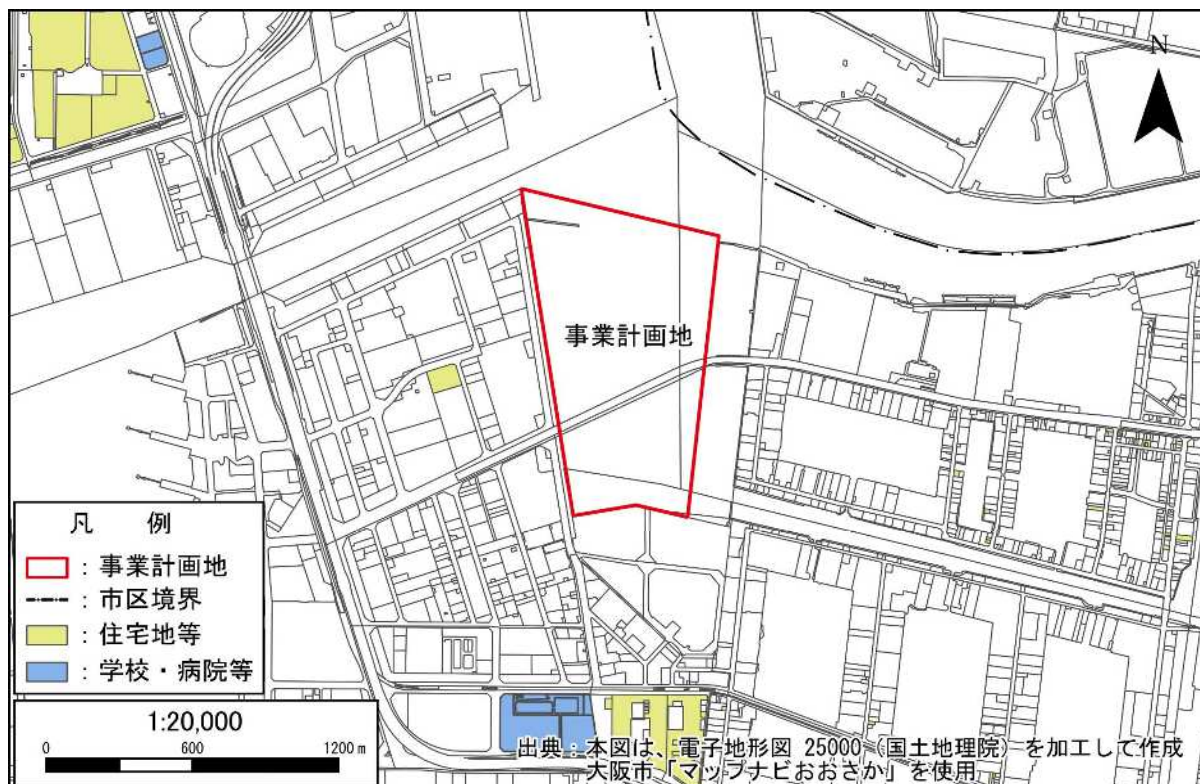 N
事業計画地
凡　例
：事業計画地
：市区境界
：住宅地等
：学校・病院等
1:20,000
0 600 1200 m
出典：本図は、電子地形図 25000（国土地理院）を加工して作成
大阪市「マップナビおおさか」を使用